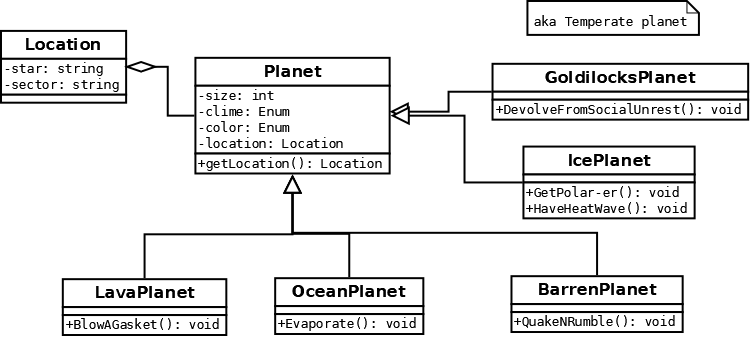 aka Temperate planet
Location
-star: string
-sector: string
Planet
-size: int
-clime: Enum
-color: Enum
-location: Location
+getLocation(): Location
GoldilocksPlanet
+DevolveFromSocialUnrest(): void
IcePlanet
+GetPolar-er(): void
+HaveHeatWave(): void
LavaPlanet
+BlowAGasket(): void
OceanPlanet
+Evaporate(): void
BarrenPlanet
+QuakeNRumble(): void